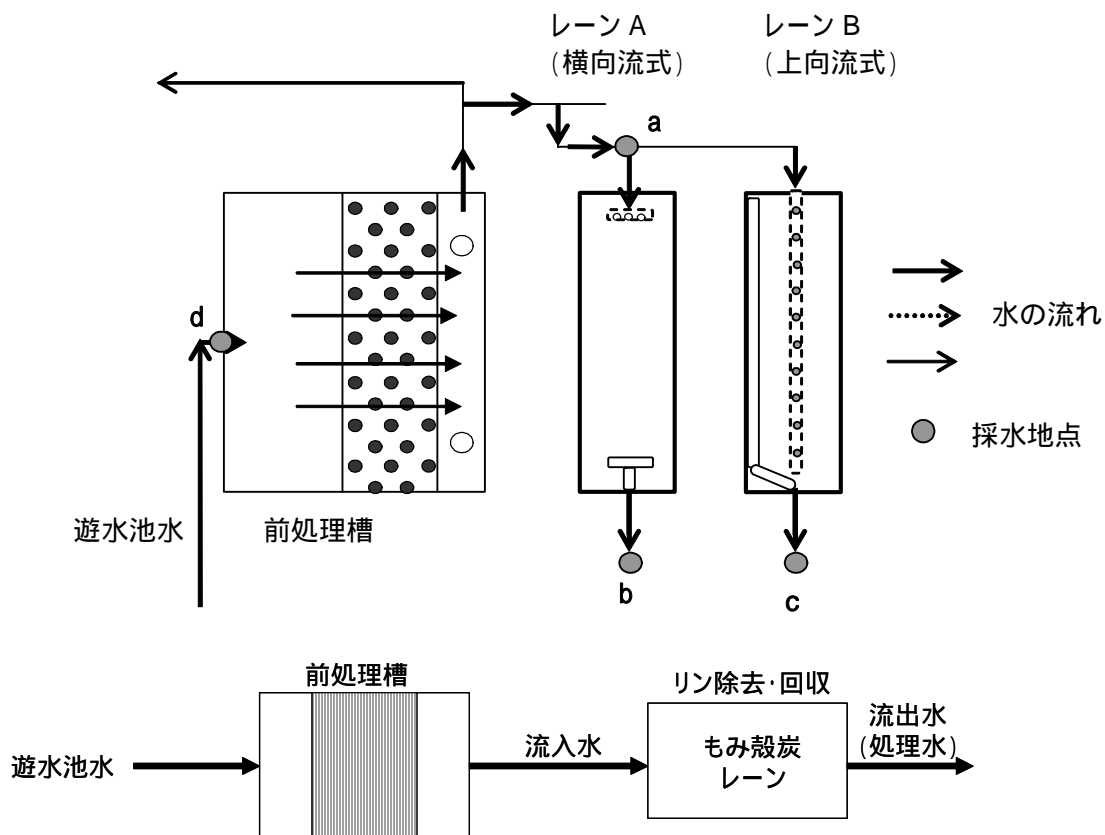 レーン A
(横向流式)
レーン B
(上向流式)
a
d
水の流れ
採水地点
遊水池水
前処理槽
b
c
前処理槽
リン除去･回収
遊水池水
流入水
もみ殻炭
レーン
流出水
(処理水)